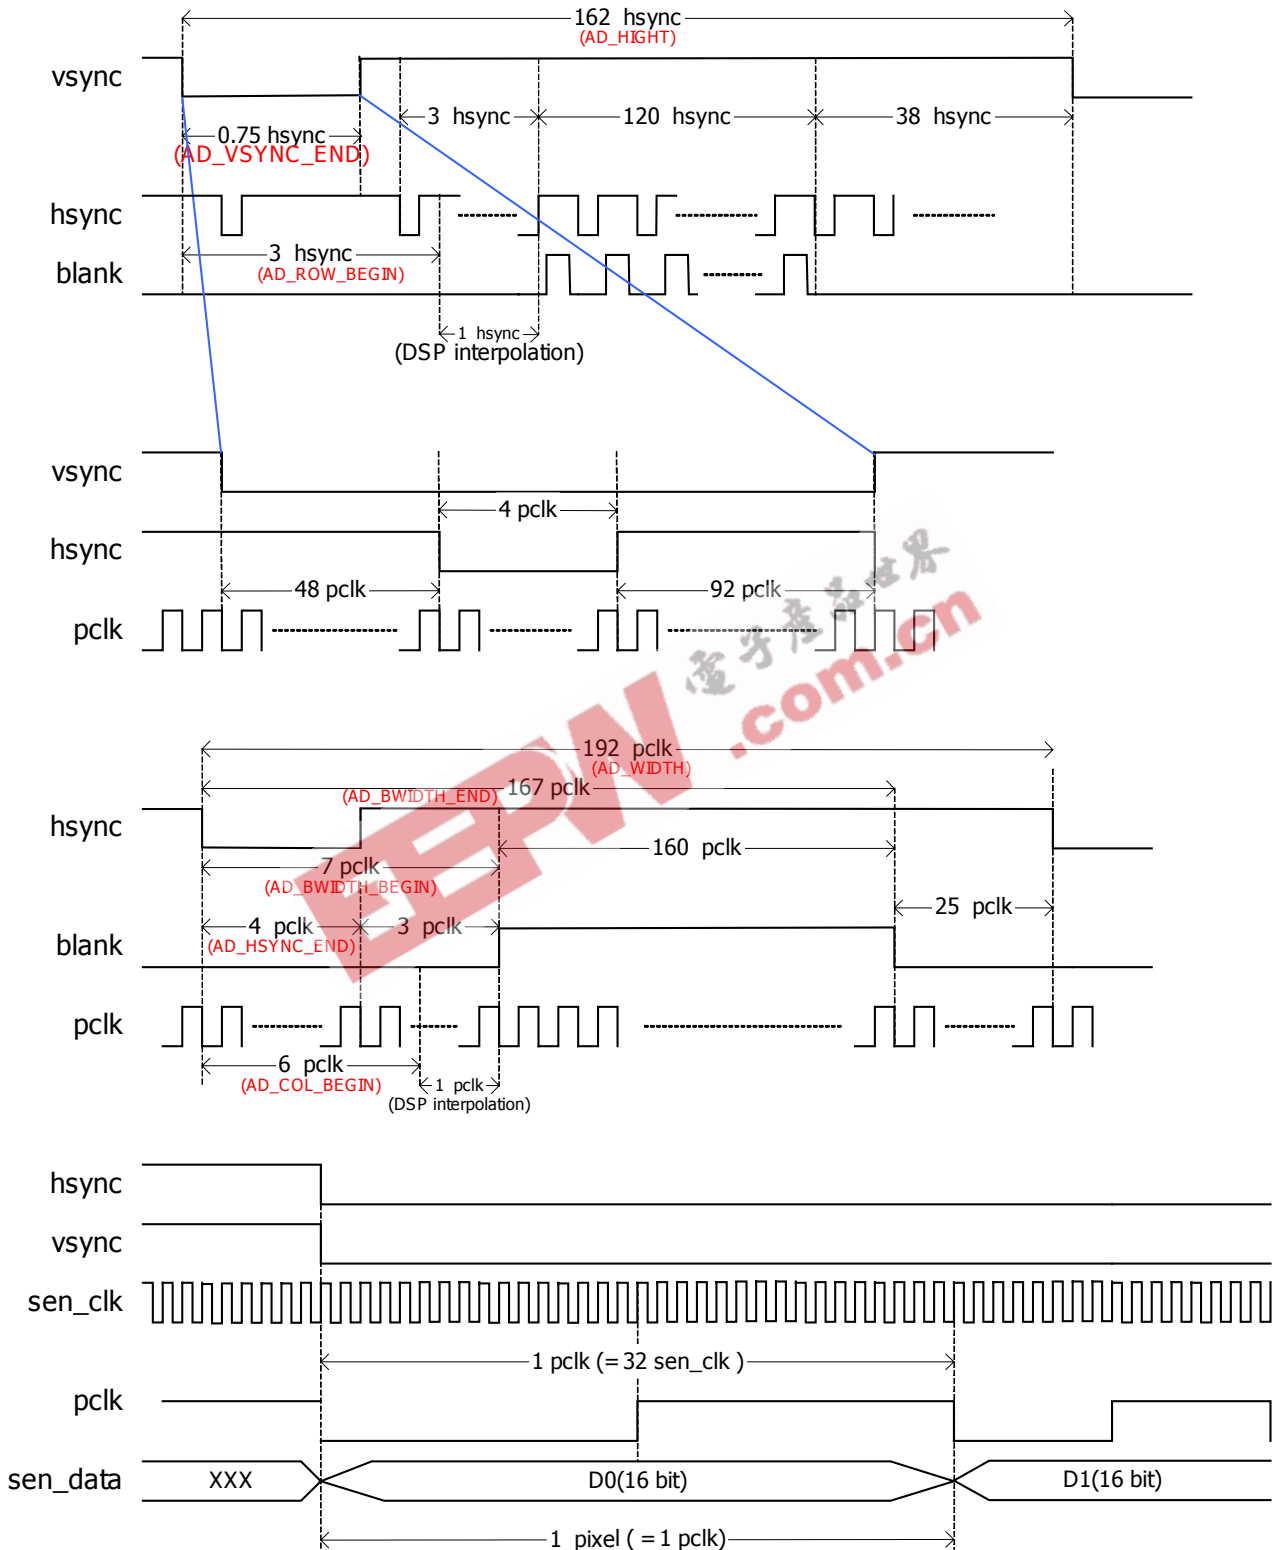 162 hsync
(AD_HIGHT)
vsync
3 hsync
120 hsync
38 hsync
0.75 hsync
(AD_VSYNC_END)
hsync
3 hsync
(AD_ROW_BEGIN)
blank
1 hsync
(DSP interpolation)
vsync
4 pclk
hsync
48 pclk
92 pclk
pclk
電子產品世界
EEPW
.com.cn
192 pclk
(AD_WIDTH)
167 pclk
(AD_BWIDTH_END)
hsync
160 pclk
7 pclk
(AD_BWIDTH_BEGIN)
25 pclk
4 pclk
3 pclk
(AD_HSYNC_END)
blank
pclk
6 pclk
(AD_COL_BEGIN)
1 pclk
(DSP interpolation)
hsync
vsync
sen_clk
1 pclk (=32 sen_clk )
pclk
sen_data
XXX
D0(16 bit)
D1(16 bit)
1 pixel ( =1 pclk)